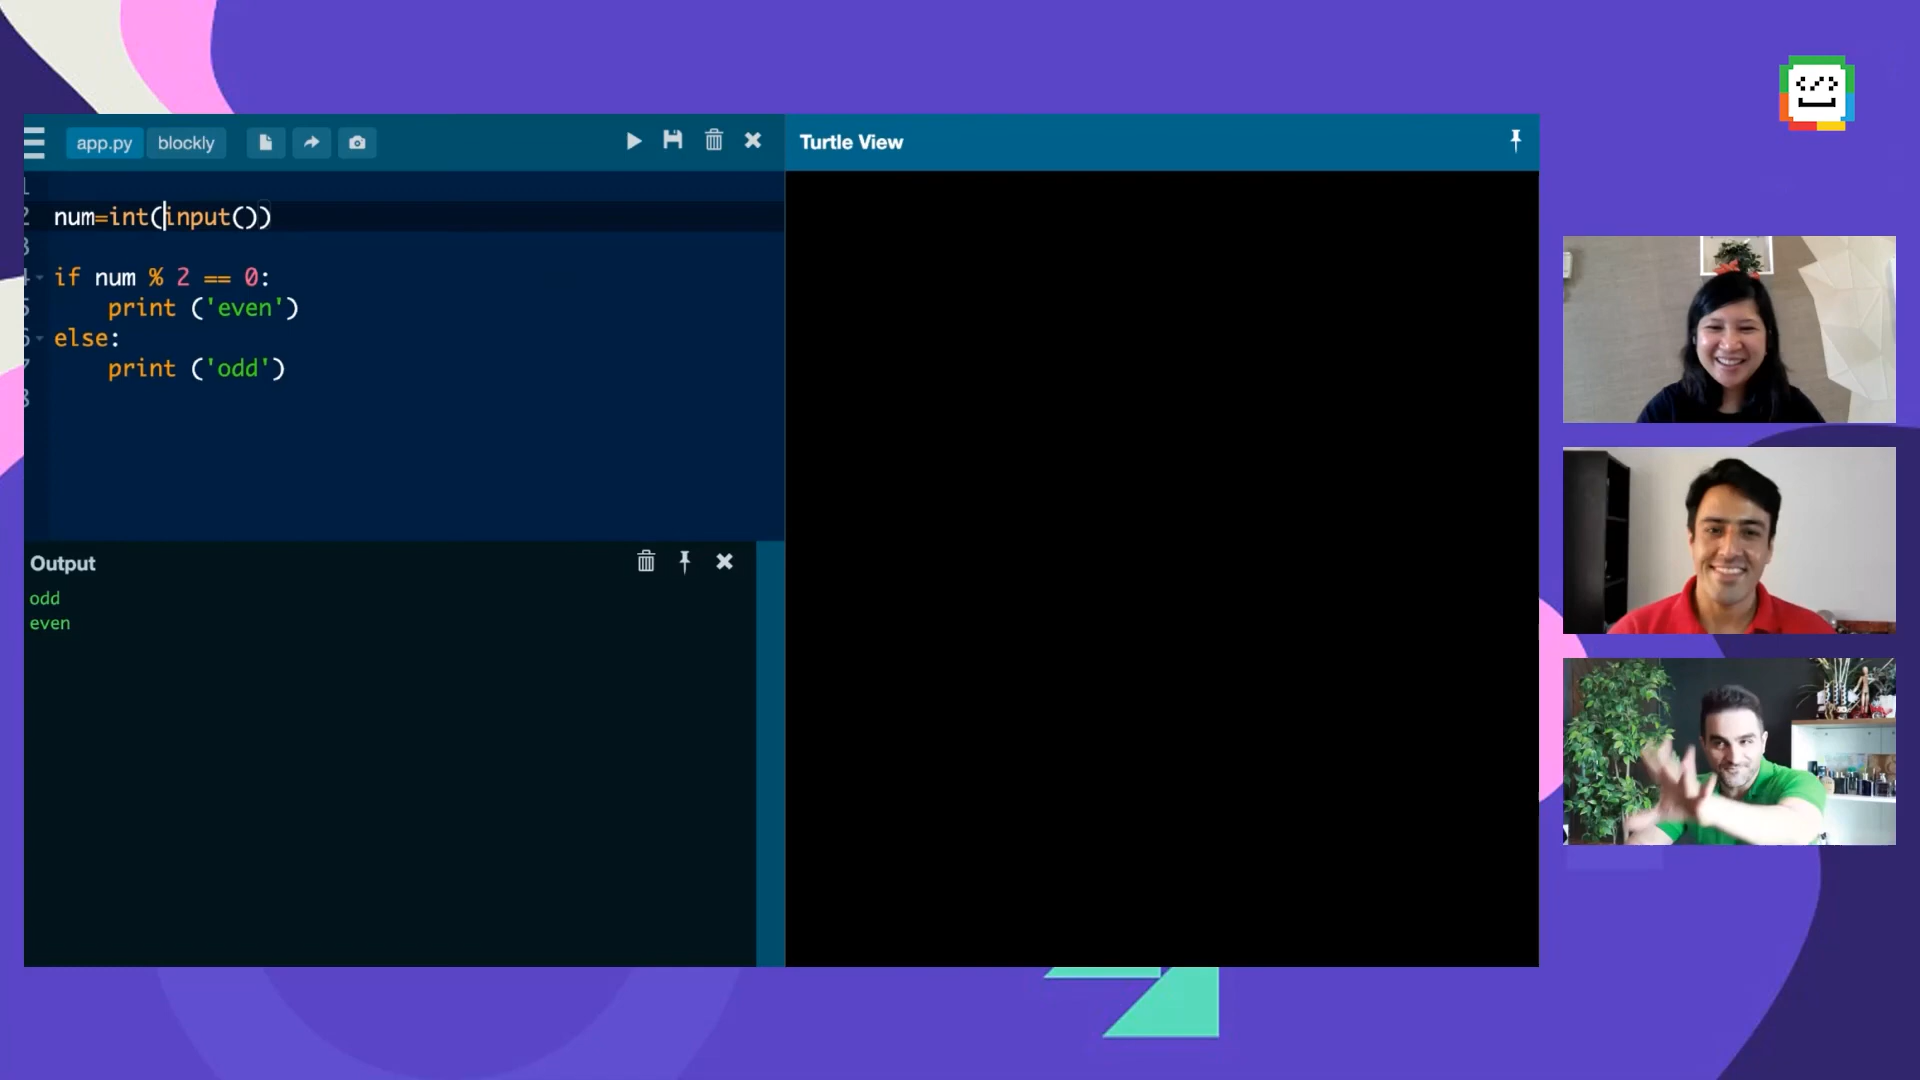 app.py blockly
Turtle View
num=int(input())
if num % 2 == 0:
    print ('even')
else:
    print ('odd')
Output
odd
even